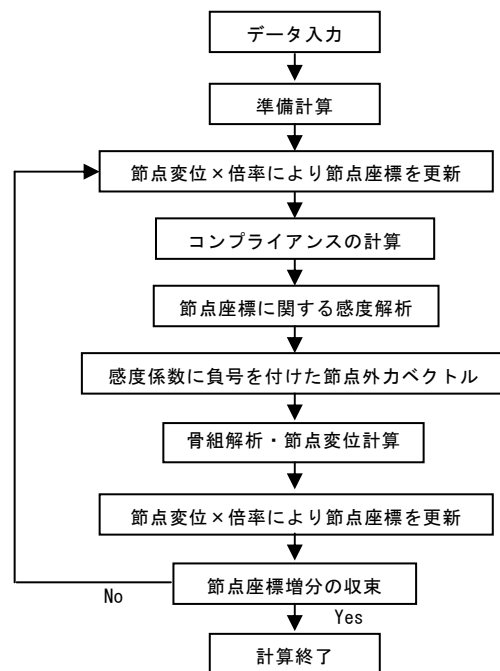 データ入力
準備計算
節点変位×倍率により節点座標を更新
コンプライアンスの計算
節点座標に関する感度解析
感度係数に負号を付けた節点外力ベクトル
骨組解析・節点変位計算
節点変位×倍率により節点座標を更新
節点座標増分の収束
No
Yes
計算終了